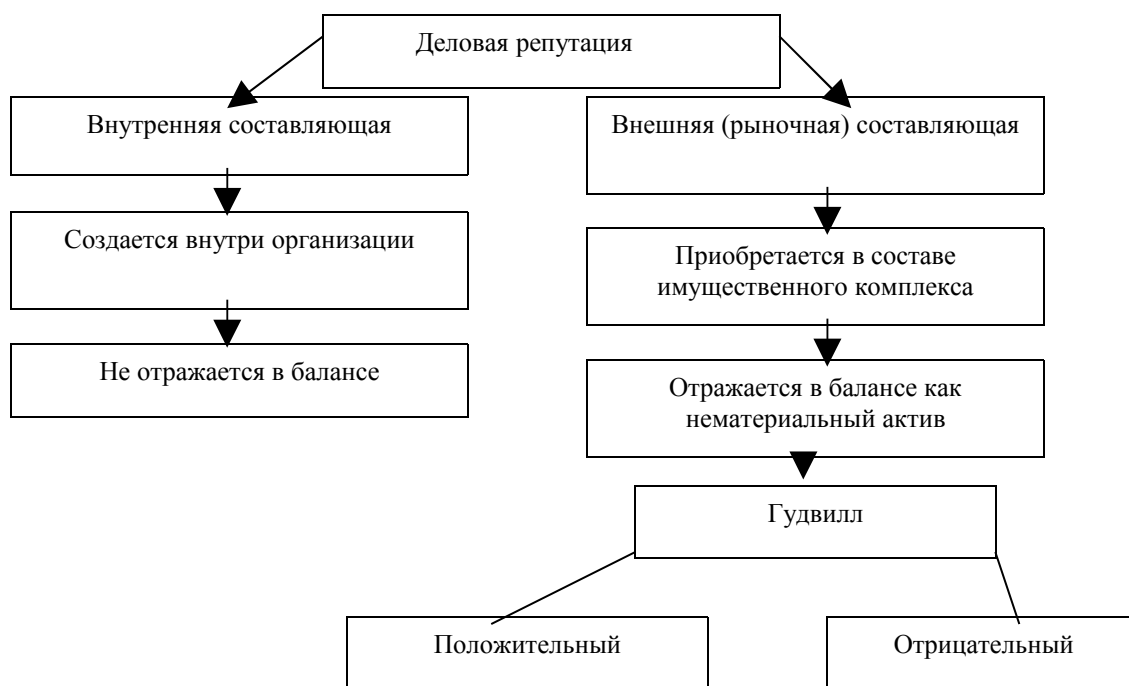 Деловая репутация
Внутренняя составляющая
Внешняя (рыночная) составляющая
Создается внутри организации
Приобретается в составе
имущественного комплекса
Не отражается в балансе
Отражается в балансе как
нематериальный актив
Гудвилл
Положительный
Отрицательный